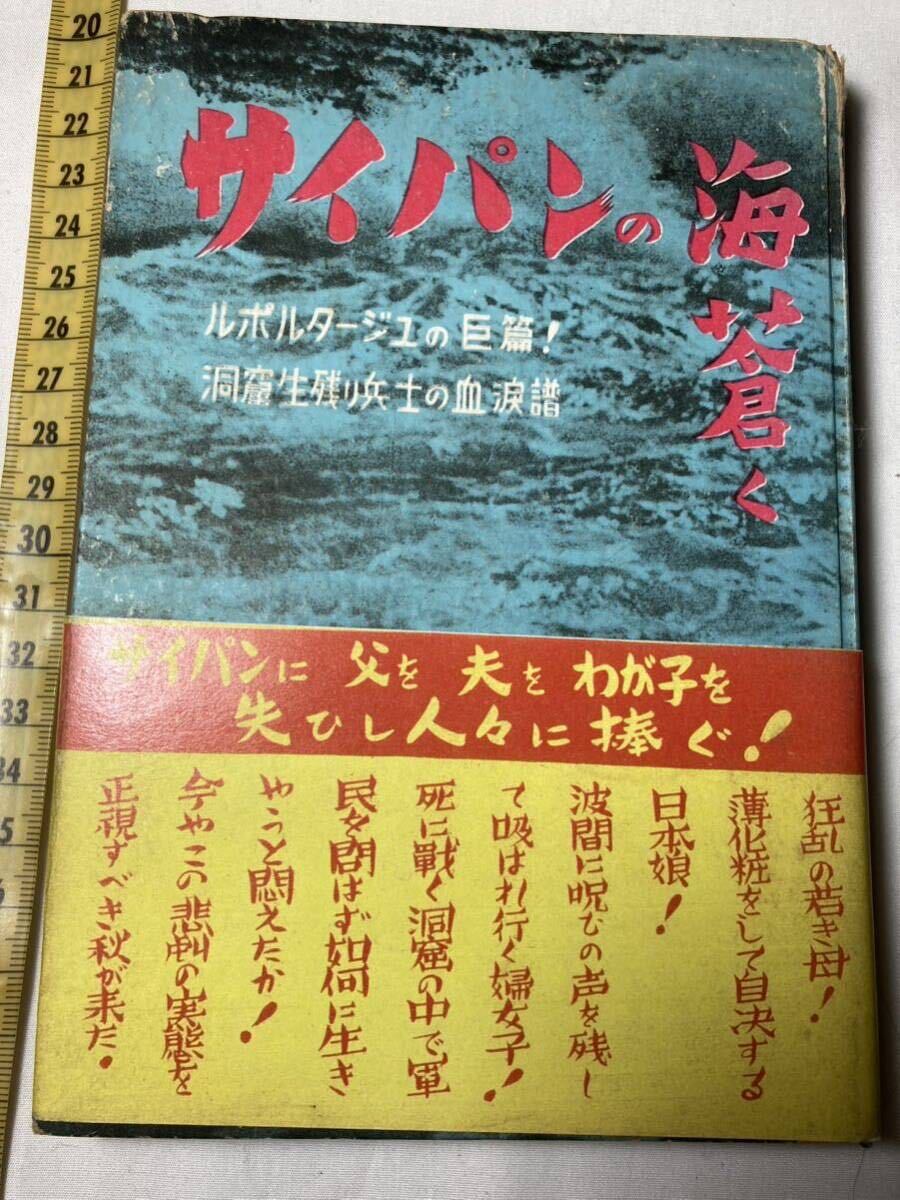 サイパンの
海蒼く
ルポルタージュの巨篇!
洞窟生残り兵士の血涙譜
サイパンに 父を 夫を わが子を
失ひし人々に捧ぐ!
狂乱の若き母!
薄化粧をして自決する
日本娘!
波間に呪ひの声を残し
て吸はれ行く婦女子!
死に戦く洞窟の中で軍
民を問はず如何に生き
やうと悶えたか!
今やこの悲劇の実態を
正視すべき秋が来た.
20
21
22
23
24
25
26
27
28
29
30
31
32
33
34
5